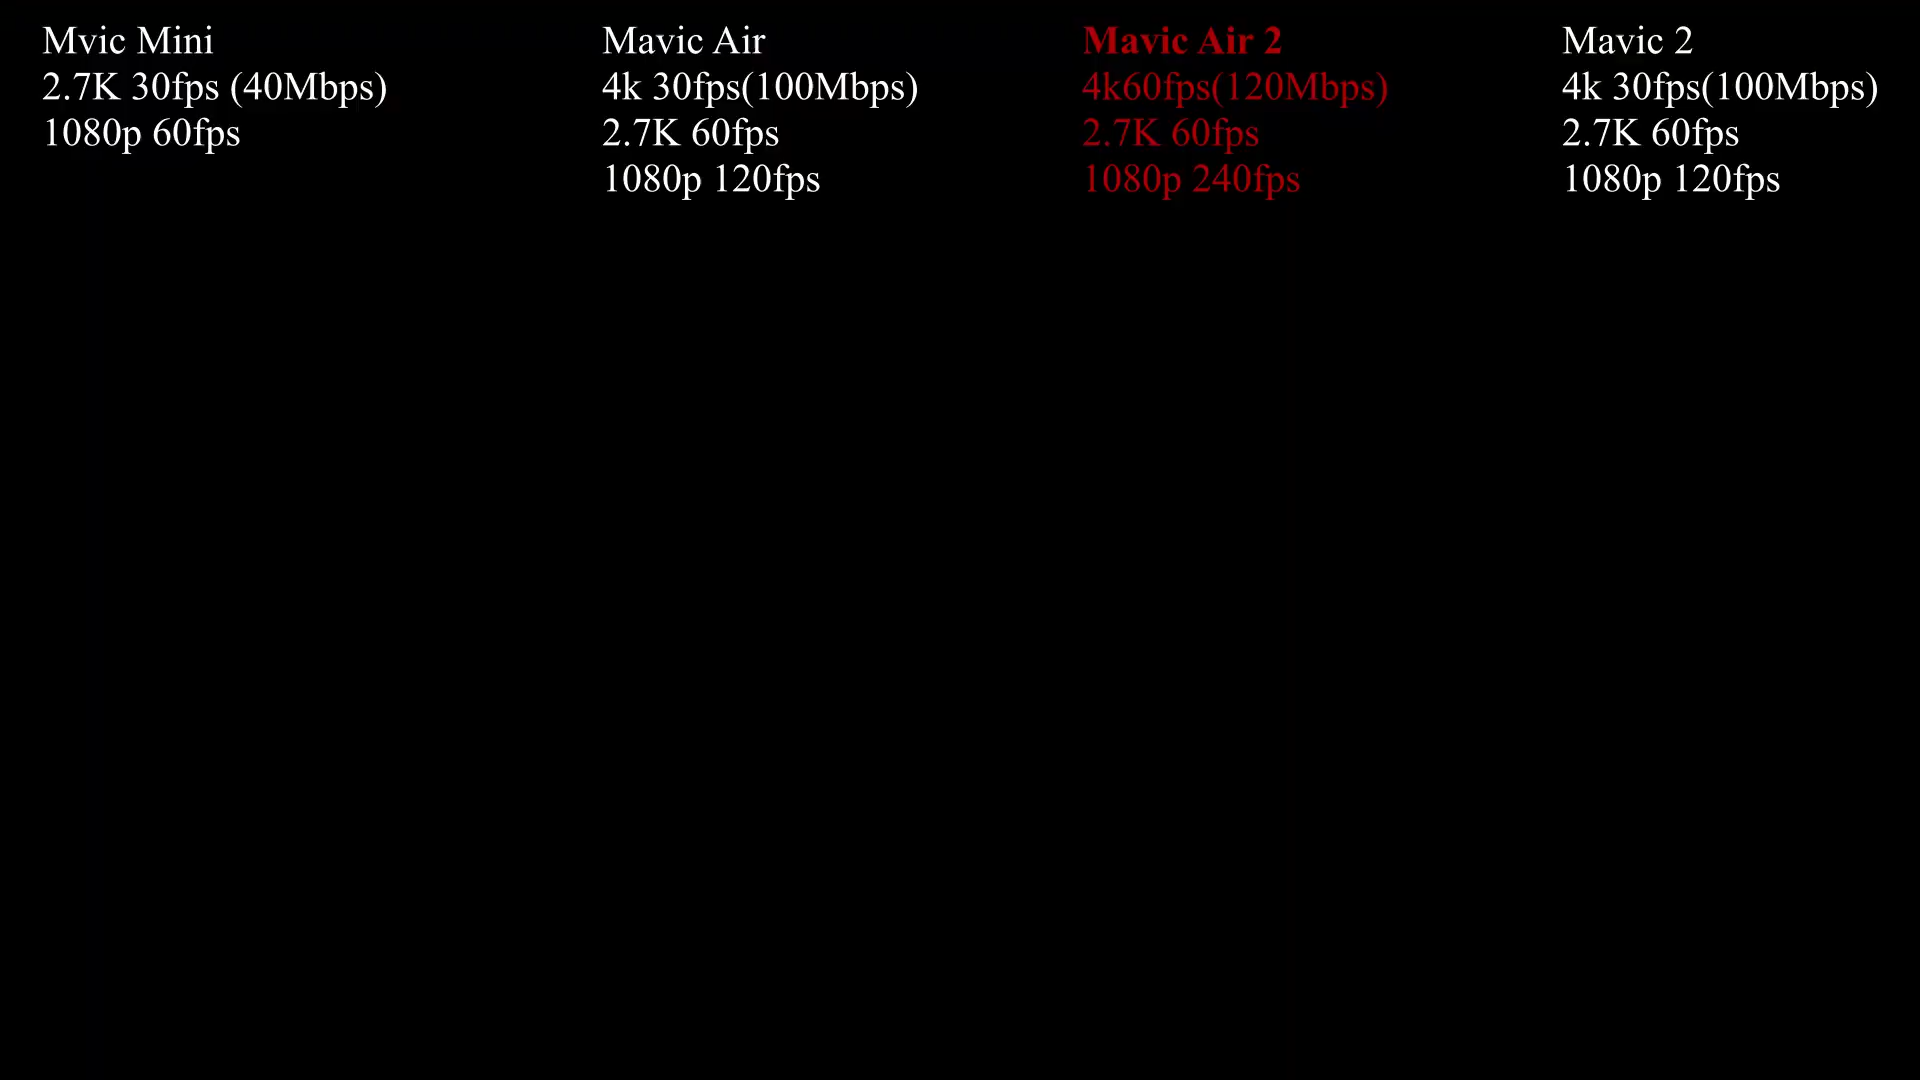 Mvic Mini
2.7K 30fps (40Mbps)
1080p 60fps
Mavic Air
4k 30fps(100Mbps)
2.7K 60fps
1080p 120fps
Mavic Air 2
4k60fps(120Mbps)
2.7K 60fps
1080p 240fps
Mavic 2
4k 30fps(100Mbps)
2.7K 60fps
1080p 120fps